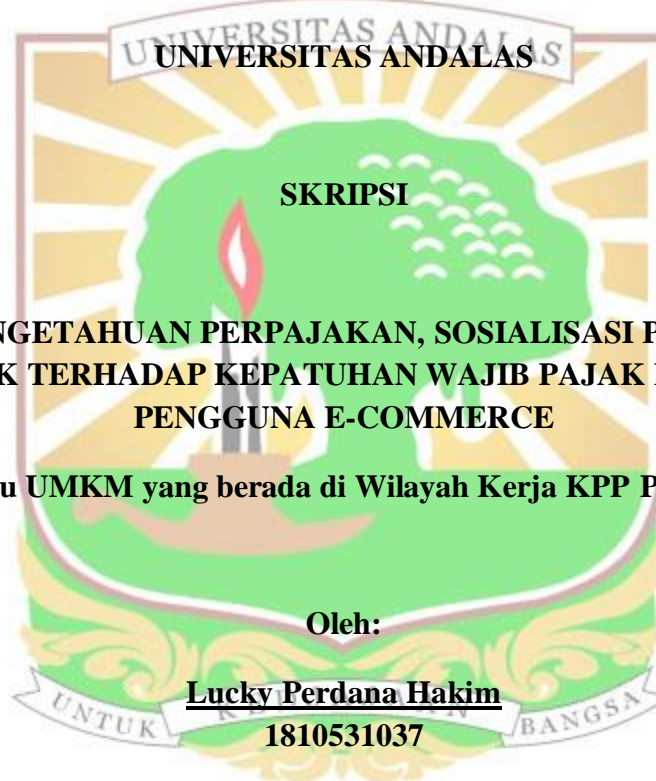 UNIVERSITAS ANDALAS
UNIVERSITAS ANDALAS
SKRIPSI
NGETAHUAN PERPAJAKAN, SOSIALISASI P
K TERHADAP KEPATUHAN WAJIB PAJAK
PENGGUNA E-COMMERCE
u UMKM yang berada di Wilayah Kerja KPP P
Oleh:
Lucky Perdana Hakim
UNTUK KEDJAJAAN BANGSA
1810531037